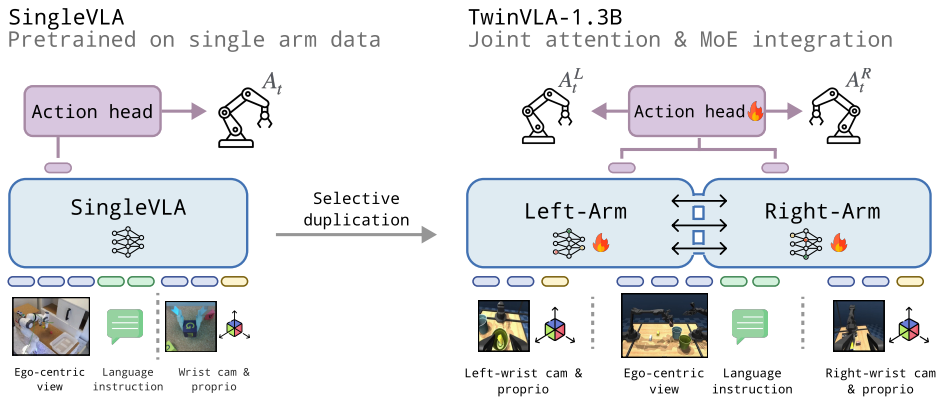 SingleVLA
Pretrained on single arm data
Action head
A_t
SingleVLA
Ego-centric
view
Language
instruction
Wrist cam &
proprio
Selective
duplication
TwinVLA-1.3B
Joint attention & MoE integration
A_t^L
Action head
A_t^R
Left-Arm
Right-Arm
Left-wrist cam &
proprio
Ego-centric
view
Language
instruction
Right-wrist cam
& proprio